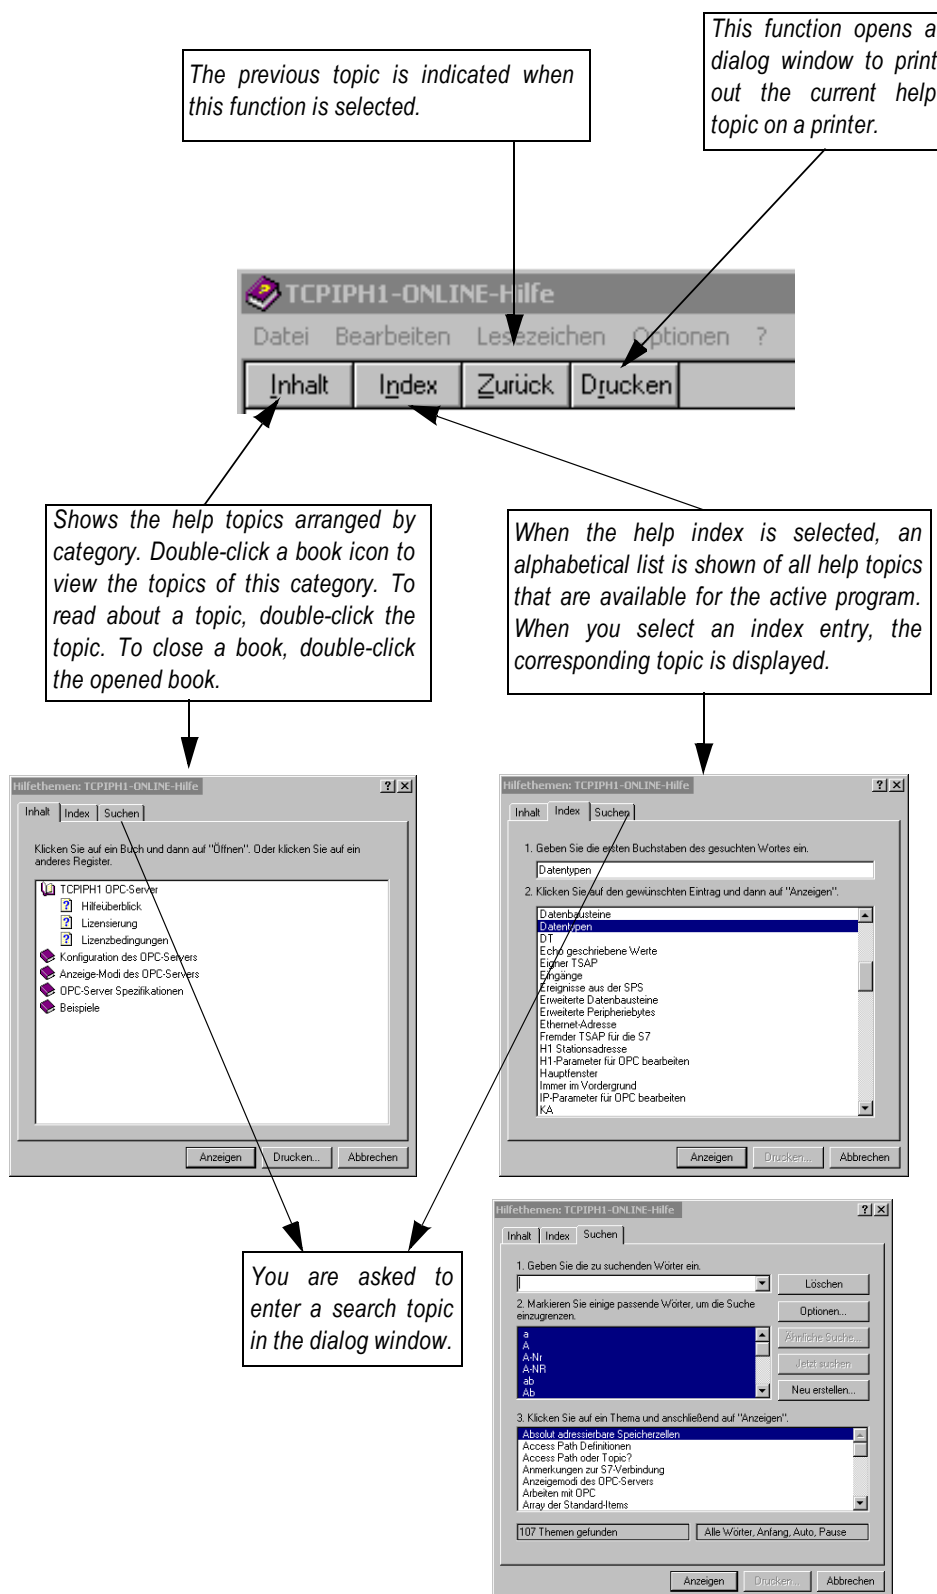 This function opens a
dialog window to print
out the current help
topic on a printer.
The previous topic is indicated when
this function is selected.
TCPIPH1-ONLINE-Hilfe
Datei Bearbeiten Lesezeichen Optionen ?
Inhalt Index Zurück Drucken
Shows the help topics arranged by
category. Double-click a book icon to
view the topics of this category. To
read about a topic, double-click the
topic. To close a book, double-click
the opened book.
When the help index is selected, an
alphabetical list is shown of all help topics
that are available for the active program.
When you select an index entry, the
corresponding topic is displayed.
Hilfethemen: TCPIPH1-ONLINE-Hilfe
Inhalt Index Suchen
Klicken Sie auf ein Buch und dann auf "Öffnen". Oder klicken Sie auf ein
anderes Register.
TCPIPH1 OPC-Server
Hilfeüberblick
Lizensierung
Lizenzbedingungen
Konfiguration des OPC-Servers
Anzeige-Modi des OPC-Servers
OPC-Server Spezifikationen
Beispiele
Anzeigen Drucken... Abbrechen
Hilfethemen: TCPIPH1-ONLINE-Hilfe
Inhalt Index Suchen
1. Geben Sie die ersten Buchstaben des gesuchten Wortes ein.
Datentypen
2. Klicken Sie auf den gewünschten Eintrag und dann auf "Anzeigen".
Datenbausteine
Datentypen
DT
Echo geschriebene Werte
Eigner TSAP
Eingänge
Ereignisse aus der SPS
Erweiterte Datenbausteine
Erweiterte Peripheriebytes
Ethernet-Adresse
Fremder TSAP für die S7
H1 Stationsadresse
H1-Parameter für OPC bearbeiten
Hauptfenster
Immer im Vordergrund
IP-Parameter für OPC bearbeiten
KA
Anzeigen Drucken... Abbrechen
You are asked to
enter a search topic
in the dialog window.
Hilfethemen: TCPIPH1-ONLINE-Hilfe
Inhalt Index Suchen
1. Geben Sie die zu suchenden Wörter ein.
Löschen
2. Markieren Sie einige passende Wörter, um die Suche
einzugrenzen.
Optionen...
a
A
A-Nr
A-NR
ab
Ab
Ähnliche Suche...
Jetzt suchen
Neu erstellen...
3. Klicken Sie auf ein Thema und anschließend auf "Anzeigen".
Absolut adressierbare Speicherzellen
Access Path Definitionen
Access Path oder Topic?
Anmerkungen zur S7-Verbindung
Anzeigemodi des OPC-Servers
Arbeiten mit OPC
Array der Standard-Items
107 Themen gefunden Alle Wörter, Anfang, Auto, Pause
Anzeigen Drucken... Abbrechen